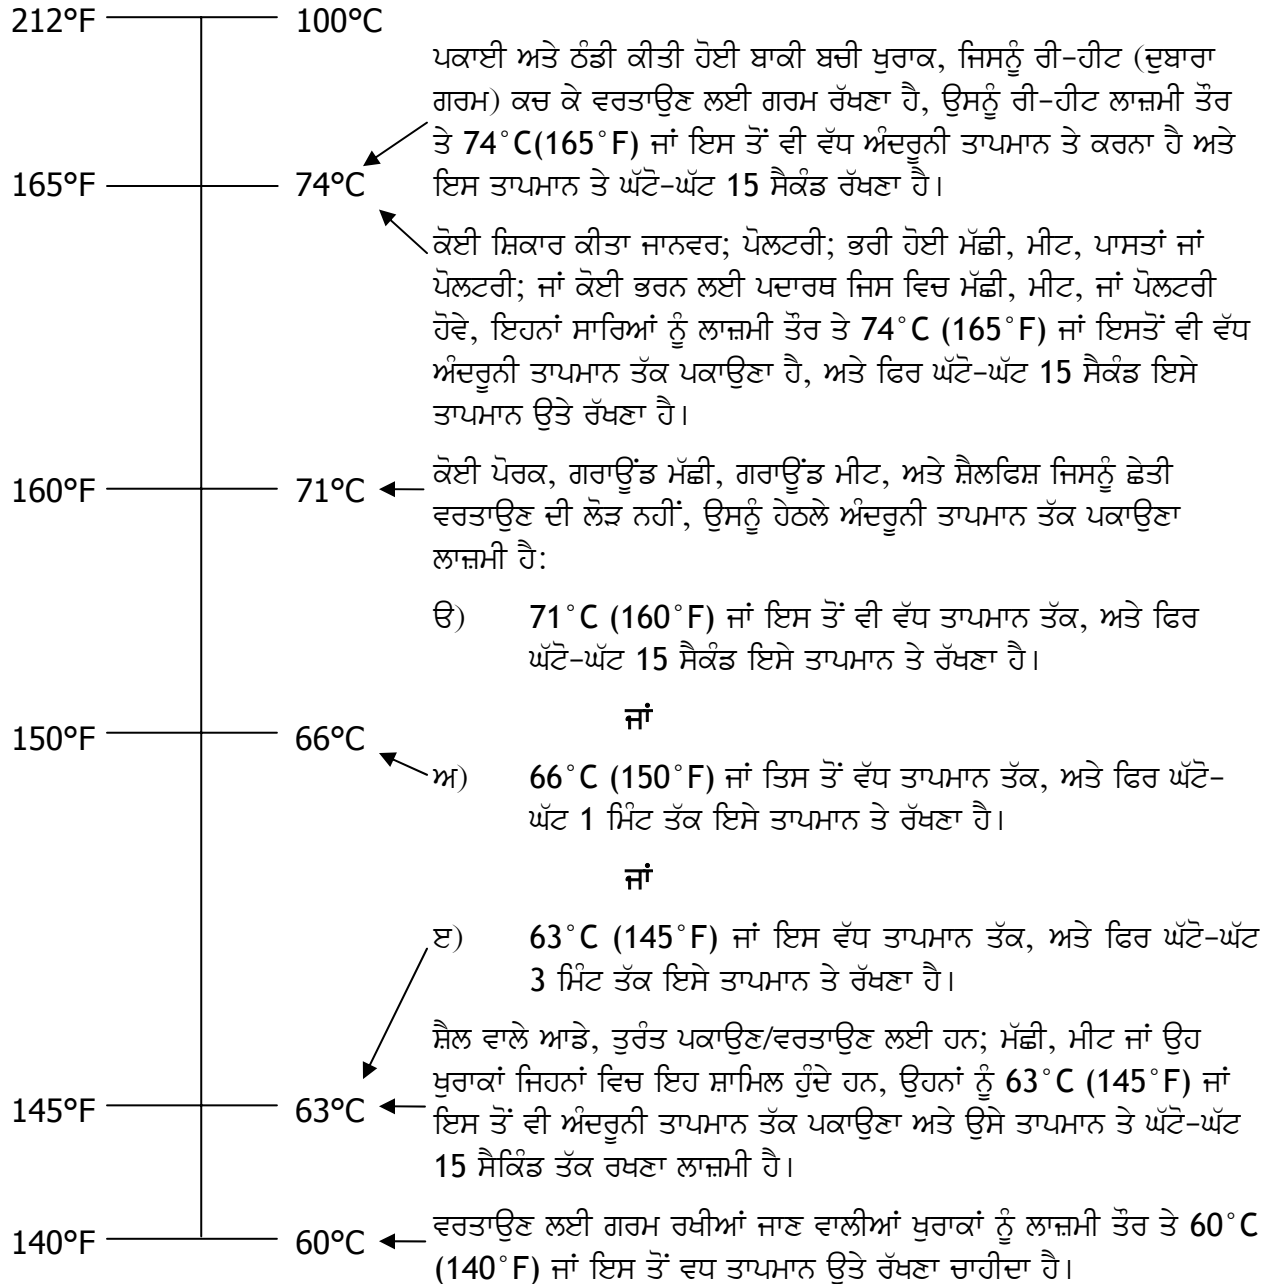 212°F 100°C
ਪਕਾਈ ਅਤੇ ਠੰਡੀ ਕੀਤੀ ਹੋਈ ਬਾਕੀ ਬਚੀ ਖੁਰਾਕ, ਜਿਸਨੂੰ ਰੀ-ਹੀਟ (ਦੁਬਾਰਾ
ਗਰਮ) ਕਚ ਕੇ ਵਰਤਾਉਣ ਲਈ ਗਰਮ ਰੱਖਣਾ ਹੈ, ਉਸਨੂੰ ਰੀ-ਹੀਟ ਲਾਜ਼ਮੀ ਤੌਰ
ਤੇ 74°C(165°F) ਜਾਂ ਇਸ ਤੋਂ ਵੀ ਵੱਧ ਅੰਦਰੂਨੀ ਤਾਪਮਾਨ ਤੇ ਕਰਨਾ ਹੈ ਅਤੇ
ਇਸ ਤਾਪਮਾਨ ਤੇ ਘੱਟੋ-ਘੱਟ 15 ਸੈਕੰਡ ਰੱਖਣਾ ਹੈ।
165°F 74°C
ਕੋਈ ਸ਼ਿਕਾਰ ਕੀਤਾ ਜਾਨਵਰ; ਪੋਲਟਰੀ; ਭਰੀ ਹੋਈ ਮੱਛੀ, ਮੀਟ, ਪਾਸਤਾਂ ਜਾਂ
ਪੋਲਟਰੀ; ਜਾਂ ਕੋਈ ਭਰਨ ਲਈ ਪਦਾਰਥ ਜਿਸ ਵਿਚ ਮੱਛੀ, ਮੀਟ, ਜਾਂ ਪੋਲਟਰੀ
ਹੋਵੇ, ਇਹਨਾਂ ਸਾਰਿਆਂ ਨੂੰ ਲਾਜ਼ਮੀ ਤੌਰ ਤੇ 74°C (165°F) ਜਾਂ ਇਸਤੋਂ ਵੀ ਵੱਧ
ਅੰਦਰੂਨੀ ਤਾਪਮਾਨ ਤੱਕ ਪਕਾਉਣਾ ਹੈ, ਅਤੇ ਫਿਰ ਘੱਟੋ-ਘੱਟ 15 ਸੈਕੰਡ ਇਸੇ
ਤਾਪਮਾਨ ਉਤੇ ਰੱਖਣਾ ਹੈ।
160°F 71°C
ਕੋਈ ਪੋਰਕ, ਗਰਾਊਂਡ ਮੱਛੀ, ਗਰਾਊਂਡ ਮੀਟ, ਅਤੇ ਸ਼ੈਲਫਿਸ਼ ਜਿਸਨੂੰ ਛੇਤੀ
ਵਰਤਾਉਣ ਦੀ ਲੋੜ ਨਹੀਂ, ਉਸਨੂੰ ਹੇਠਲੇ ਅੰਦਰੂਨੀ ਤਾਪਮਾਨ ਤੱਕ ਪਕਾਉਣਾ
ਲਾਜ਼ਮੀ ਹੈ:
ੳ) 71°C (160°F) ਜਾਂ ਇਸ ਤੋਂ ਵੀ ਵੱਧ ਤਾਪਮਾਨ ਤੱਕ, ਅਤੇ ਫਿਰ
ਘੱਟੋ-ਘੱਟ 15 ਸੈਕੰਡ ਇਸੇ ਤਾਪਮਾਨ ਤੇ ਰੱਖਣਾ ਹੈ।
ਜਾਂ
150°F 66°C
ਅ) 66°C (150°F) ਜਾਂ ਤਿਸ ਤੋਂ ਵੱਧ ਤਾਪਮਾਨ ਤੱਕ, ਅਤੇ ਫਿਰ ਘੱਟੋ-
ਘੱਟ 1 ਮਿੰਟ ਤੱਕ ਇਸੇ ਤਾਪਮਾਨ ਤੇ ਰੱਖਣਾ ਹੈ।
ਜਾਂ
ੲ) 63°C (145°F) ਜਾਂ ਇਸ ਵੱਧ ਤਾਪਮਾਨ ਤੱਕ, ਅਤੇ ਫਿਰ ਘੱਟੋ-ਘੱਟ
3 ਮਿੰਟ ਤੱਕ ਇਸੇ ਤਾਪਮਾਨ ਤੇ ਰੱਖਣਾ ਹੈ।
ਸ਼ੈਲ ਵਾਲੇ ਆਡੇ, ਤੁਰੰਤ ਪਕਾਉਣ/ਵਰਤਾਉਣ ਲਈ ਹਨ; ਮੱਛੀ, ਮੀਟ ਜਾਂ ਉਹ
ਖੁਰਾਕਾਂ ਜਿਹਨਾਂ ਵਿਚ ਇਹ ਸ਼ਾਮਿਲ ਹੁੰਦੇ ਹਨ, ਉਹਨਾਂ ਨੂੰ 63°C (145°F) ਜਾਂ
145°F 63°C
ਇਸ ਤੋਂ ਵੀ ਅੰਦਰੂਨੀ ਤਾਪਮਾਨ ਤੱਕ ਪਕਾਉਣਾ ਅਤੇ ਉਸੇ ਤਾਪਮਾਨ ਤੇ ਘੱਟੋ-ਘੱਟ
15 ਸੈਕਿੰਡ ਤੱਕ ਰਖਣਾ ਲਾਜ਼ਮੀ ਹੈ।
140°F 60°C
ਵਰਤਾਉਣ ਲਈ ਗਰਮ ਰਖੀਆਂ ਜਾਣ ਵਾਲੀਆਂ ਖੁਰਾਕਾਂ ਨੂੰ ਲਾਜ਼ਮੀ ਤੌਰ ਤੇ 60°C
(140°F) ਜਾਂ ਇਸ ਤੋਂ ਵਧ ਤਾਪਮਾਨ ਉਤੇ ਰੱਖਣਾ ਚਾਹੀਦਾ ਹੈ।